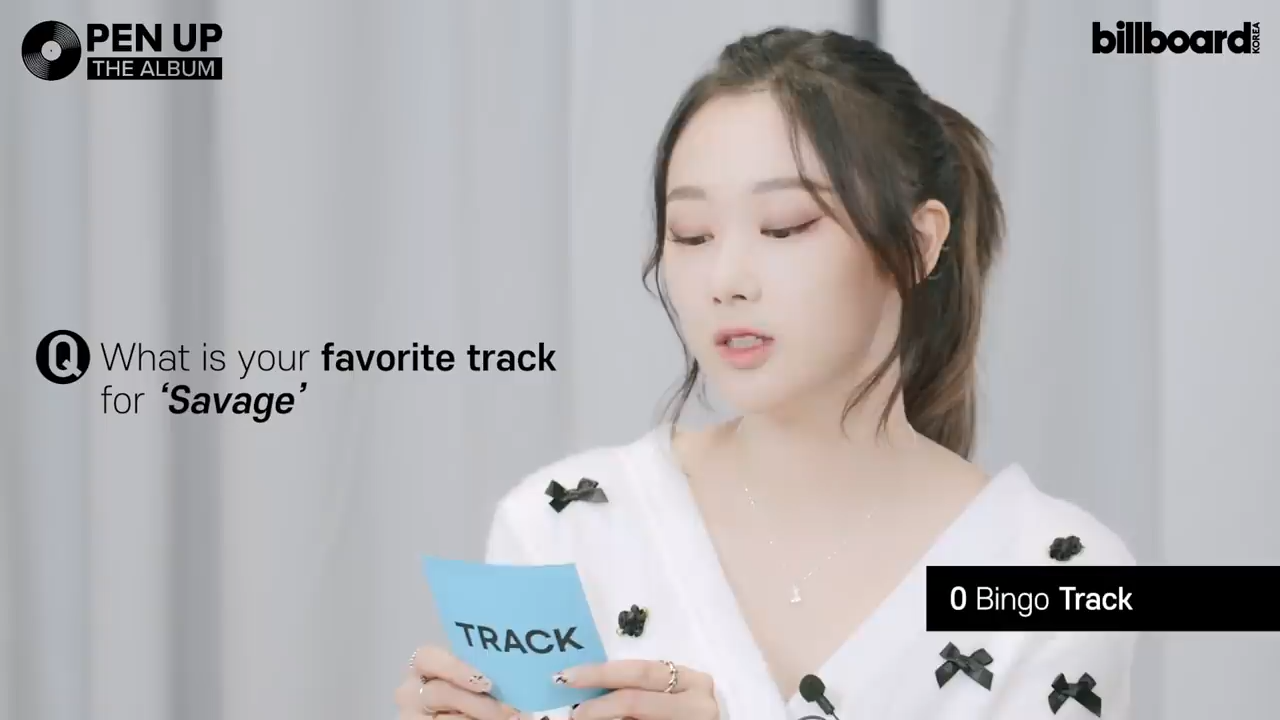 PEN UP
THE ALBUM
billboard
KOREA
Q What is your favorite track
for ‘Savage’
TRACK
0 Bingo Track